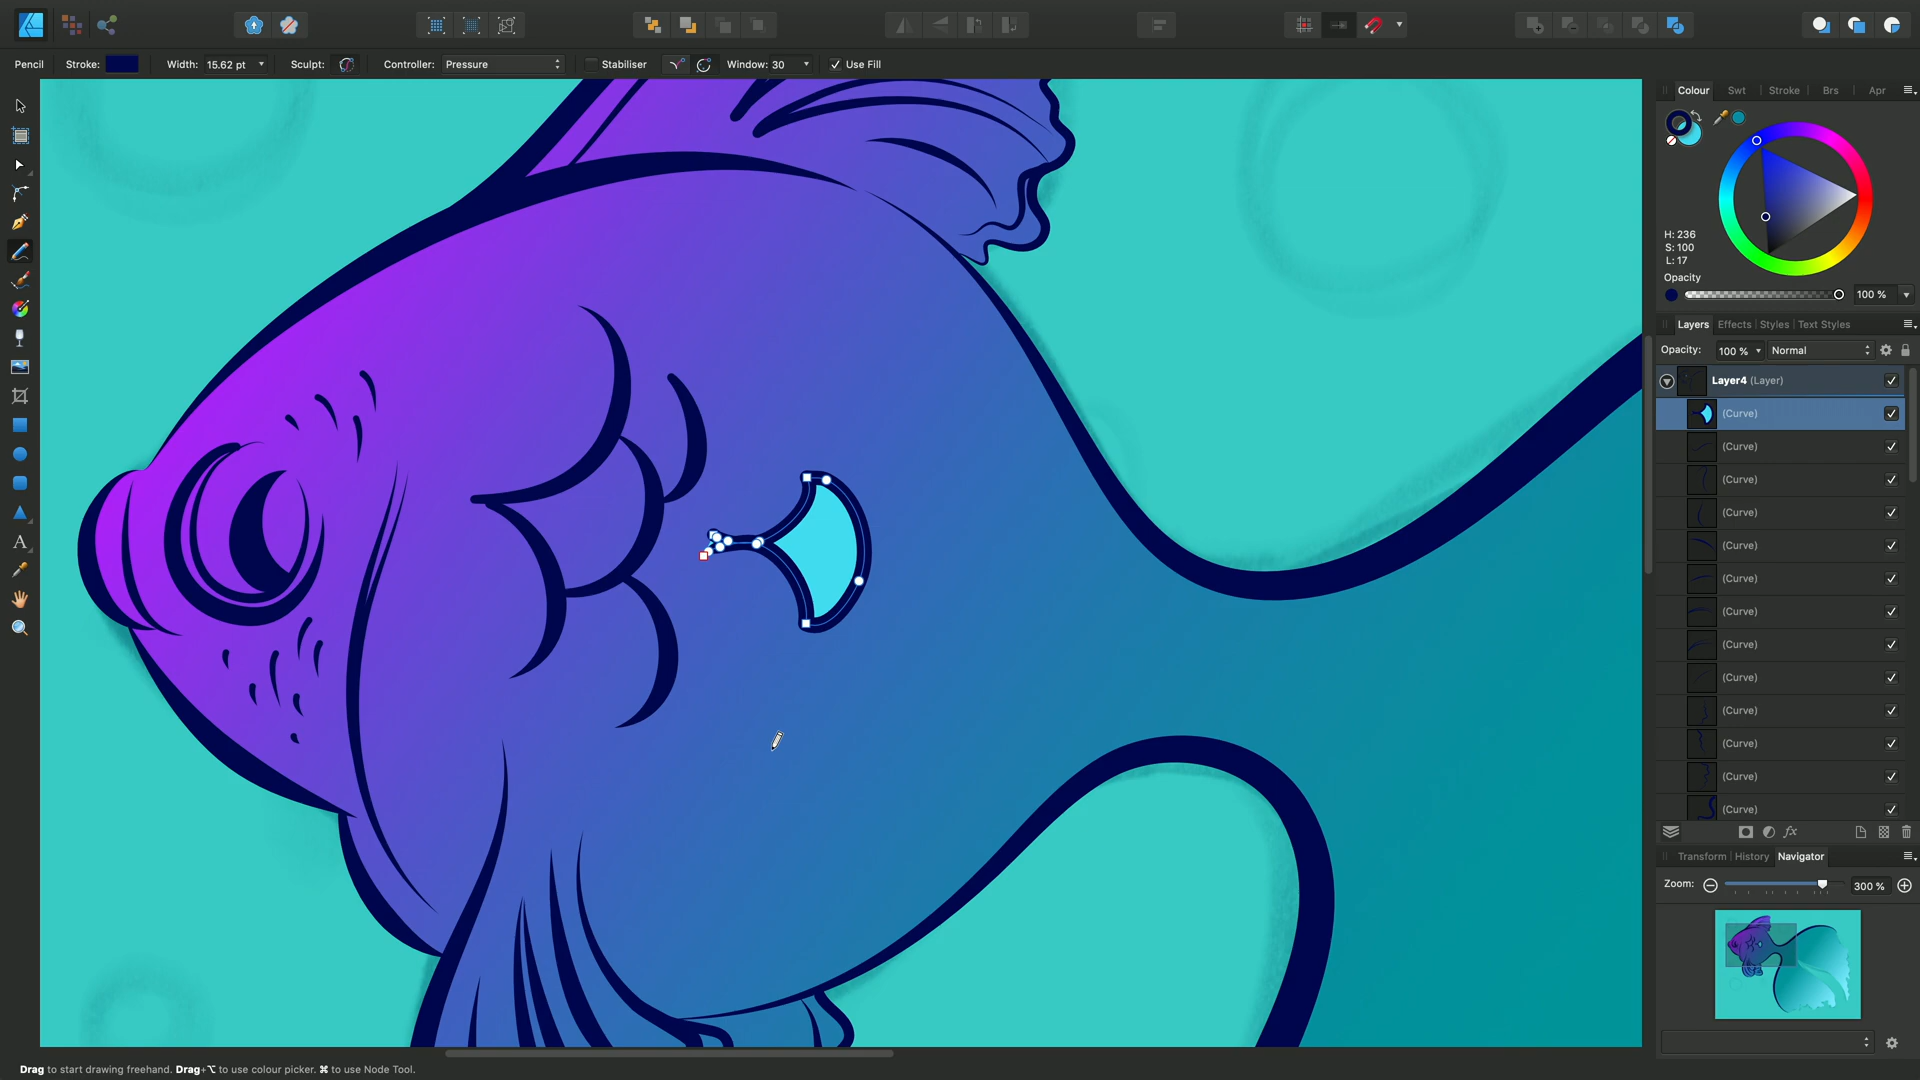 Pencil Stroke: Width: 15.62 pt Sculpt: Controller: Pressure Stabiliser Window: 30 Use Fill
A
Colour Swt Stroke Brs Apr
H: 236
S: 100
L: 17
Opacity
100 %
Layers Effects Styles Text Styles
Opacity: 100 % Normal
Layer4 (Layer)
(Curve)
(Curve)
(Curve)
(Curve)
(Curve)
(Curve)
(Curve)
(Curve)
(Curve)
(Curve)
(Curve)
(Curve)
(Curve)
fx
Transform History Navigator
Zoom: 300 %
Drag to start drawing freehand. Drag+⌥ to use colour picker. ⌘ to use Node Tool.